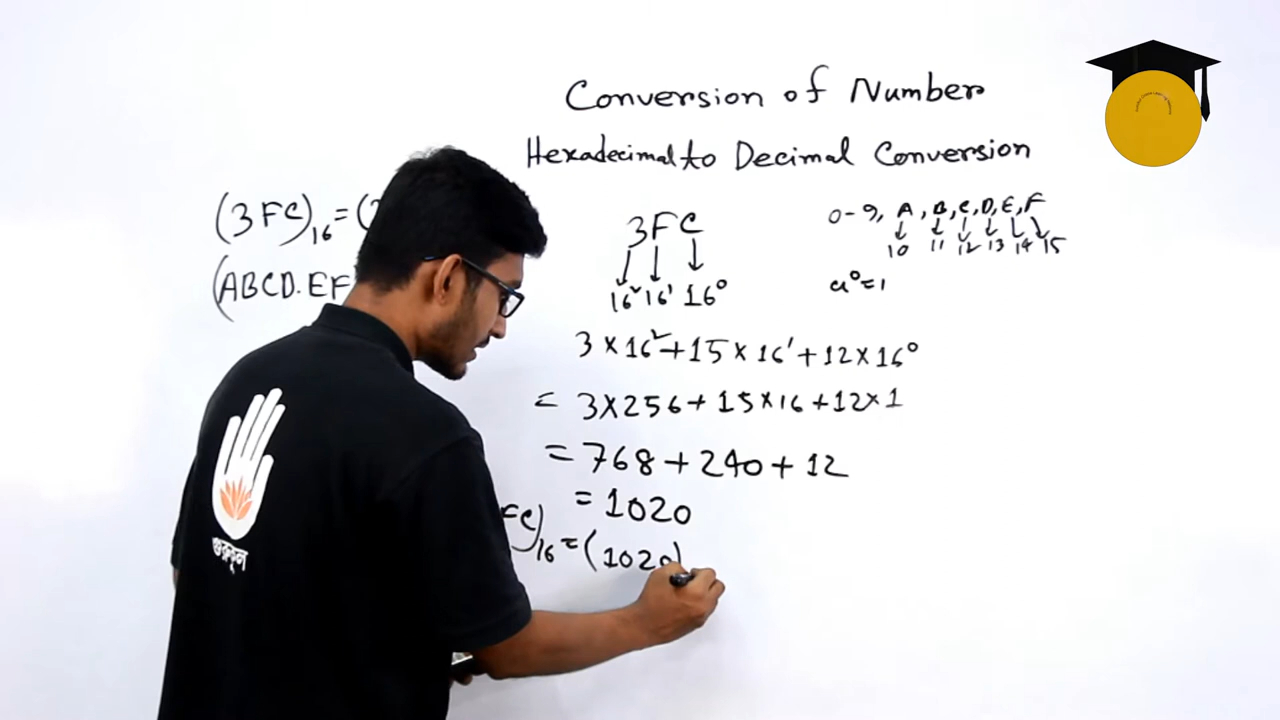 Conversion of Number
Hexadecimal to Decimal Conversion
(3FC)₁₆ = (
(ABCD.EF
3FC
16² 16¹ 16⁰
0-9, A, B, C, D, E, F
10 11 12 13 14 15
a⁰=1
3 × 16² + 15 × 16¹ + 12 × 16⁰
= 3 × 256 + 15 × 16 + 12 × 1
= 768 + 240 + 12
= 1020
FC)₁₆ = (1020)
গুরুকুল